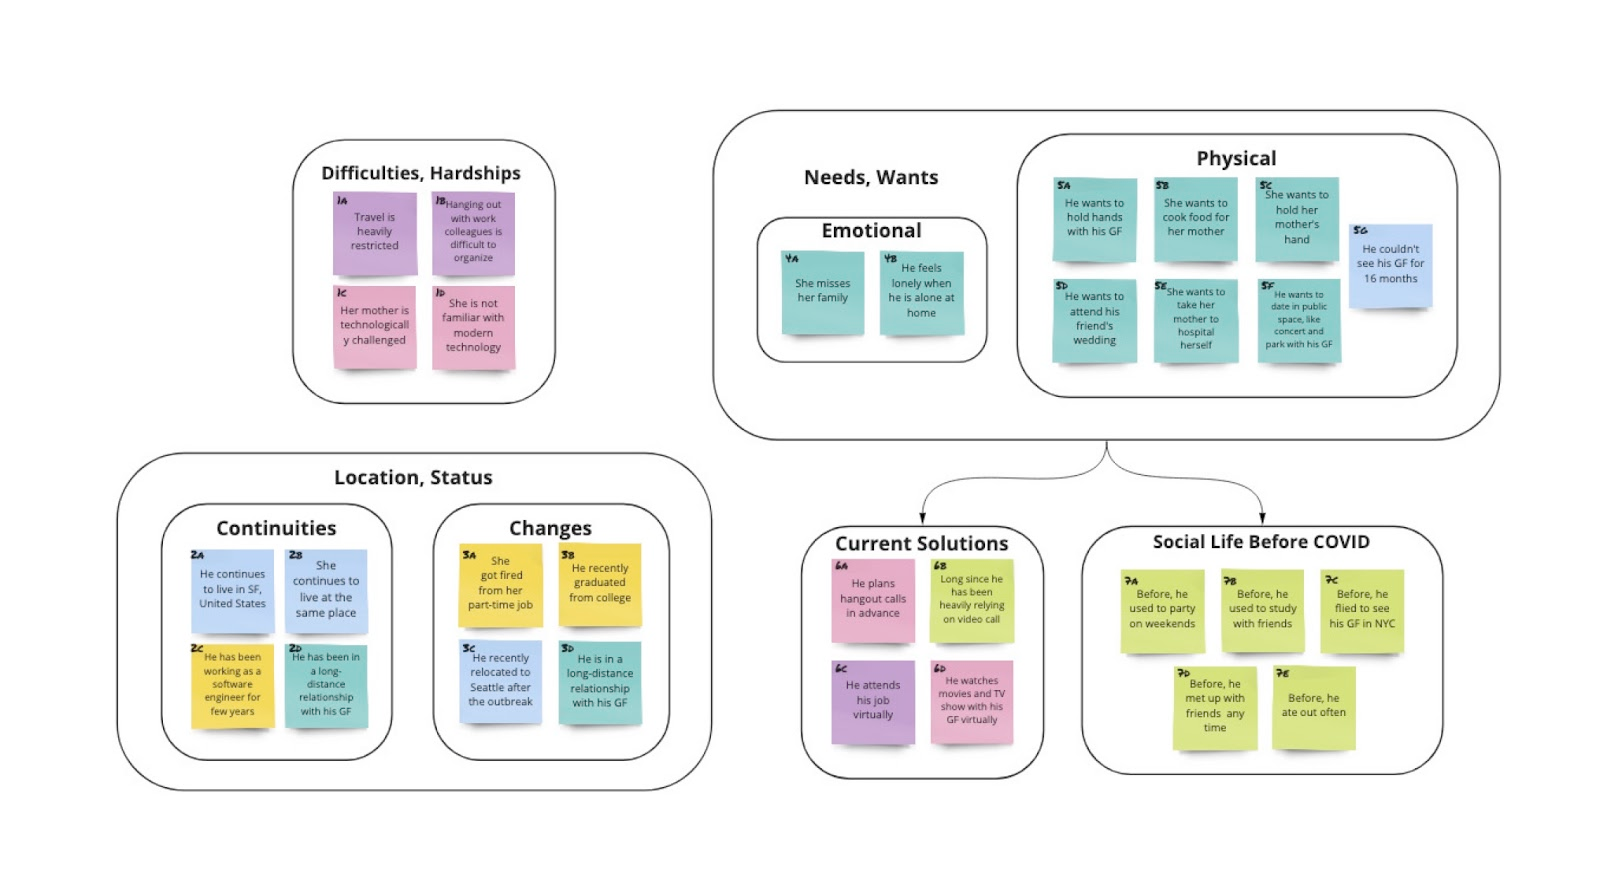 Difficulties, Hardships
1A
Travel is
heavily
restricted
1B
Hanging out
with work
colleagues is
difficult to
organize
1C
Her mother is
technologicall
y challenged
1D
She is not
familiar with
modern
technology
Needs, Wants
Emotional
4A
She misses
her family
4B
He feels
lonely when
he is alone at
home
Physical
5A
He wants to
hold hands
with his GF
5B
She wants to
cook food for
her mother
5C
She wants to
hold her
mother's
hand
5G
He couldn't
see his GF for
16 months
5D
He wants to
attend his
friend's
wedding
5E
She wants to
take her
mother to
hospital
herself
5F
He wants to
date in public
space, like
concert and
park with his GF
Location, Status
Continuities
2A
He continues
to live in SF,
United States
2B
She
continues to
live at the
same place
2C
He has been
working as a
software
engineer for
few years
2D
He has been in
a long-
distance
relationship
with his GF
Changes
3A
She
got fired
from her
part-time job
3B
He recently
graduated
from college
3C
He recently
relocated to
Seattle after
the outbreak
3D
He is in a
long-distance
relationship
with his GF
Current Solutions
6A
He plans
hangout calls
in advance
6B
Long since he
has been
heavily relying
on video call
6C
He attends
his job
virtually
6D
He watches
movies and TV
show with his
GF virtually
Social Life Before COVID
7A
Before, he
used to party
on weekends
7B
Before, he
used to study
with friends
7C
Before, he
flied to see
his GF in NYC
7D
Before, he
met up with
friends any
time
7E
Before, he
ate out often